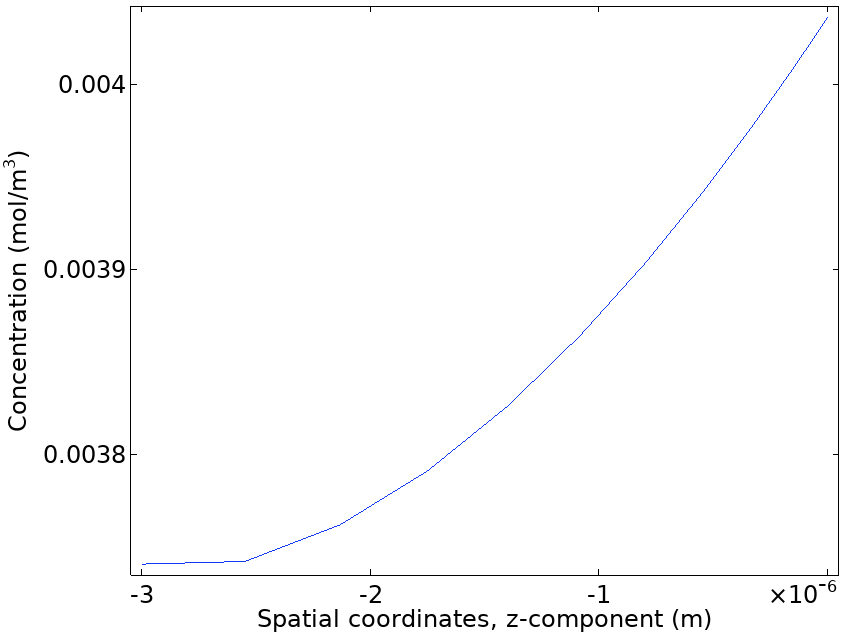 Concentration (mol/m³)
0.004
0.0039
0.0038
-3 -2 -1 ×10⁻⁶
Spatial coordinates, z-component (m)